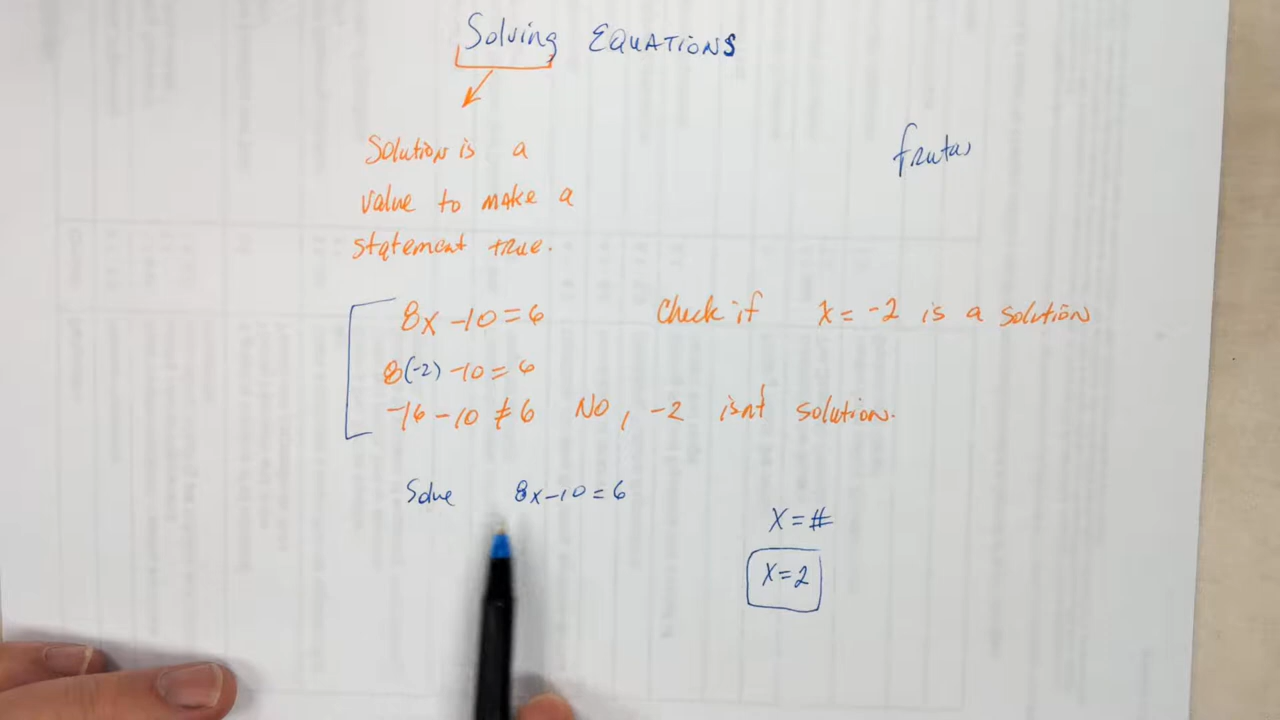 Solving EQUATIONS
Solution is a
value to make a
statement true.
frutas
8x - 10 = 6 Check if x = -2 is a solution
8(-2) - 10 = 6
-16 - 10 ≠ 6 No, -2 isn't solution.
Solve 8x - 10 = 6
x = #
x = 2